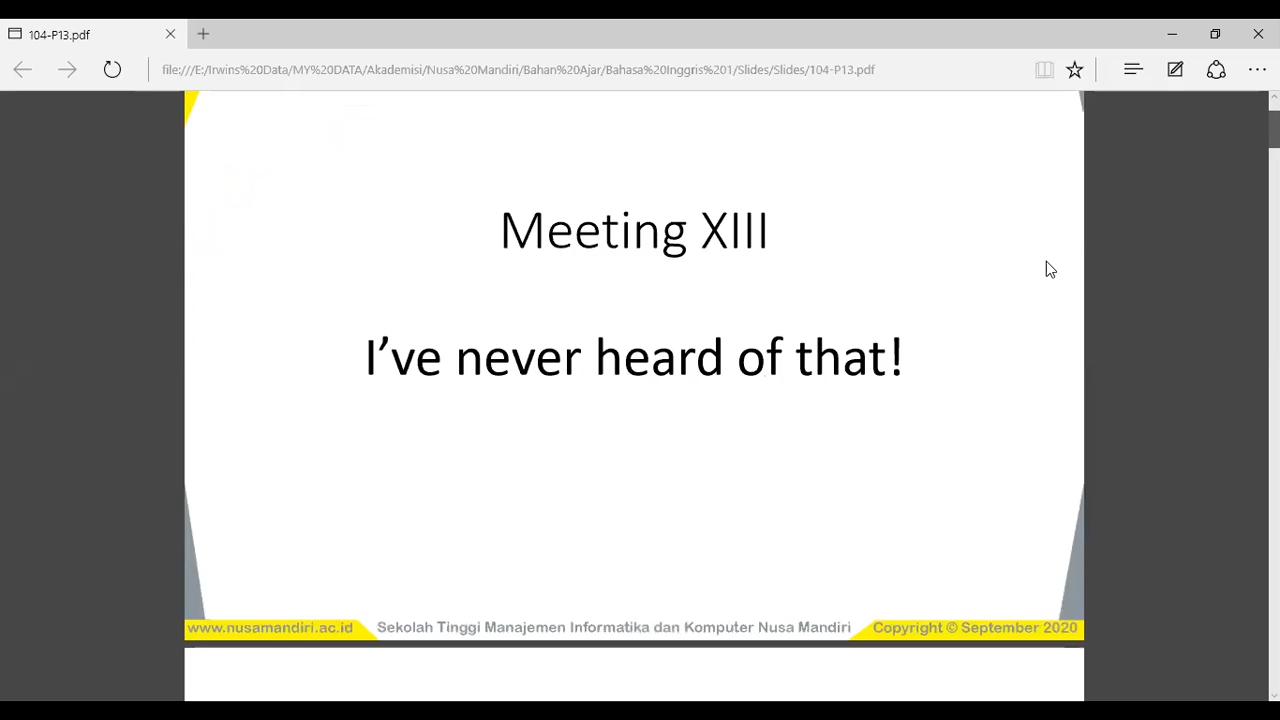 104-P13.pdf
file:///E:/Irwins%20Data/MY%20DATA/Akademisi/Nusa%20Mandiri/Bahan%20Ajar/Bahasa%20Inggris%201/Slides/Slides/104-P13.pdf
Meeting XIII
I've never heard of that!
www.nusamandiri.ac.id Sekolah Tinggi Manajemen Informatika dan Komputer Nusa Mandiri Copyright © September 2020